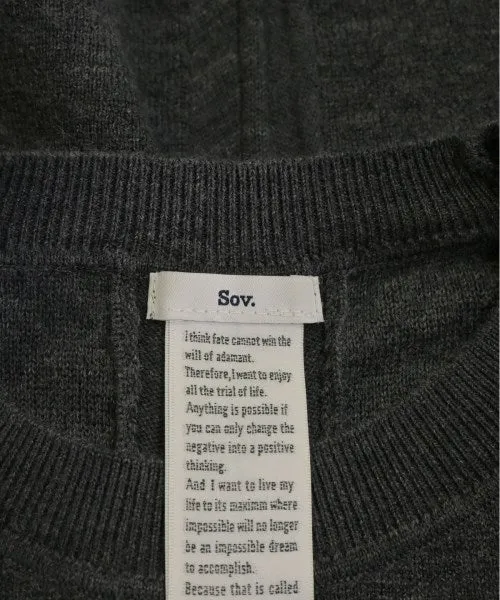 Sov.
I think fate cannot win the
will of adamant.
Therefore,I want to enjoy
all the trial of life.
Anything is possible if
you can only change the
negative into a positive
thinking.
And I want to live my
life to its maximm where
impossible will no longer
be an impossible dream
to accomplish.
Because that is called